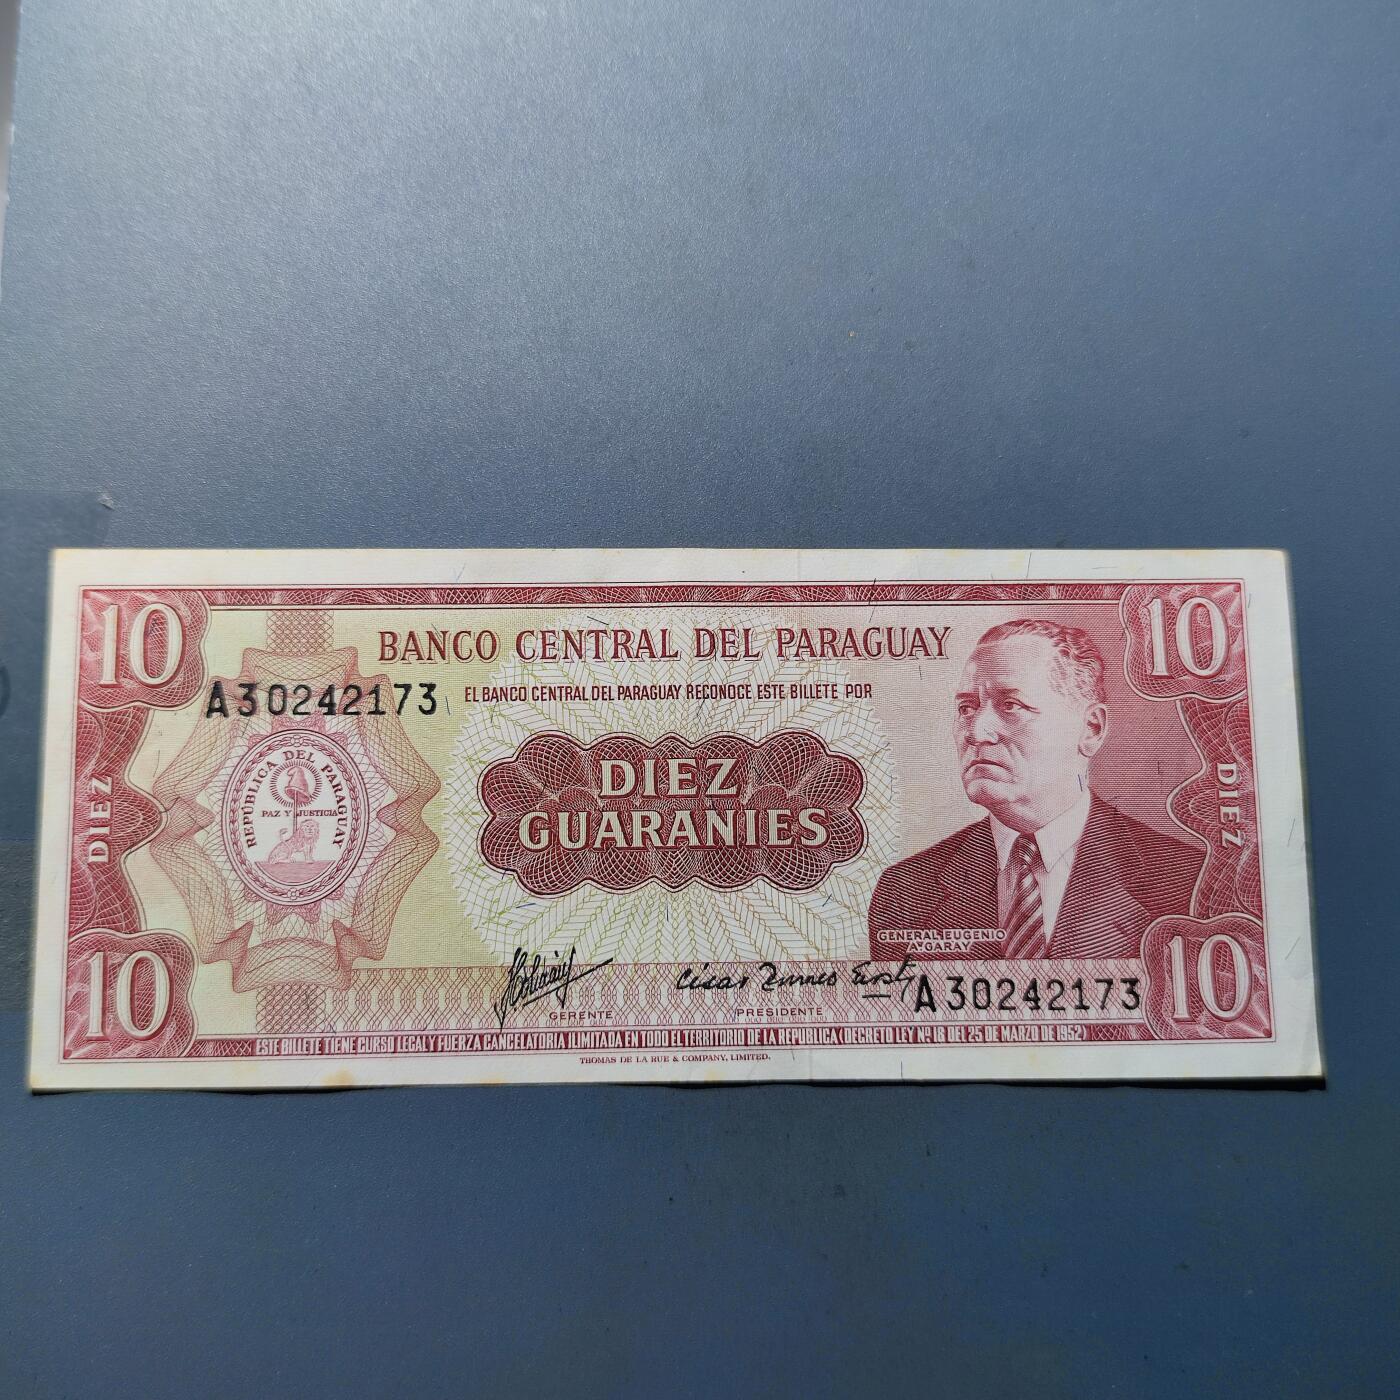 10
10
BANCO CENTRAL DEL PARAGUAY
A30242173
EL BANCO CENTRAL DEL PARAGUAY RECONOCE ESTE BILLETE POR
REPÚBLICA DEL PARAGUAY
PAZ Y JUSTICIA
DIEZ
DIEZ
GUARANIES
DIEZ
GENERAL EUGENIO
A. GARAY
10
A30242173
10
GERENTE
PRESIDENTE
ESTE BILLETE TIENE CURSO LEGAL Y FUERZA CANCELATORIA ILIMITADA EN TODO EL TERRITORIO DE LA REPUBLICA (DECRETO LEY Nº 18 DEL 25 DE MARZO DE 1952)
THOMAS DE LA RUE & COMPANY, LIMITED.